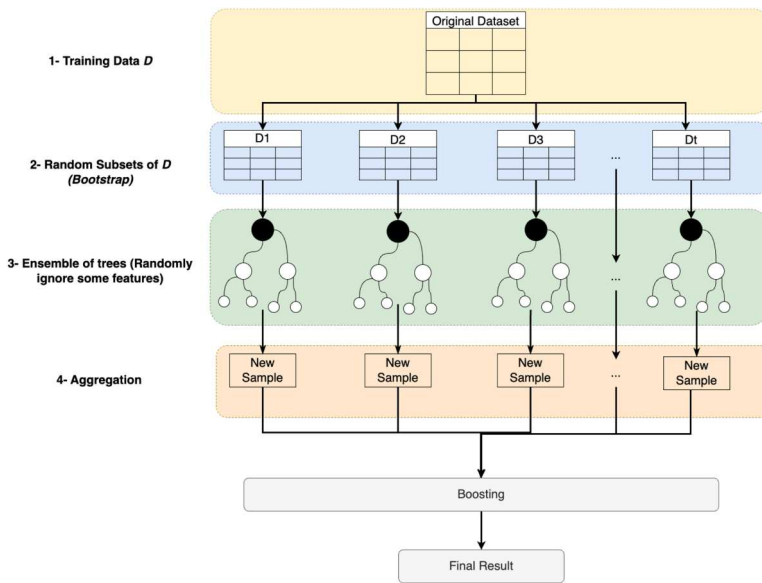 Original Dataset
1- Training Data D
D1
D2
D3
Dt
2- Random Subsets of D
(Bootstrap)
...
3- Ensemble of trees (Randomly
ignore some features)
...
4- Aggregation
New
Sample
New
Sample
New
Sample
...
New
Sample
Boosting
Final Result